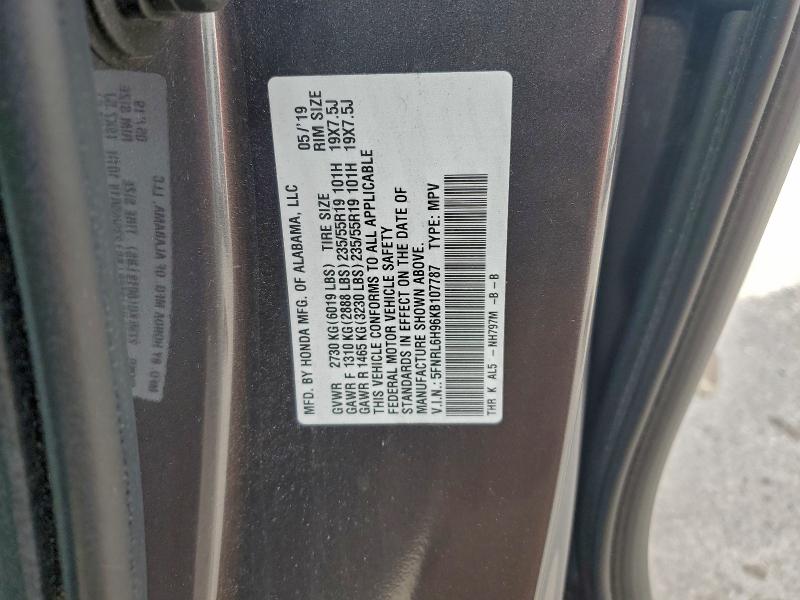 MFD. BY HONDA MFG. OF ALABAMA, LLC 05/'19
GVWR 2730 KG(6019 LBS) TIRE SIZE RIM SIZE
GAWR F 1310 KG(2888 LBS)235/55R19 101H 19X7.5J
GAWR R 1465 KG(3230 LBS)235/55R19 101H 19X7.5J
THIS VEHICLE CONFORMS TO ALL APPLICABLE
FEDERAL MOTOR VEHICLE SAFETY
STANDARDS IN EFFECT ON THE DATE OF
MANUFACTURE SHOWN ABOVE.
V.I.N.:5FNRL6H96KB107787 TYPE: MPV
THR K AL5 -NH797M -B -B